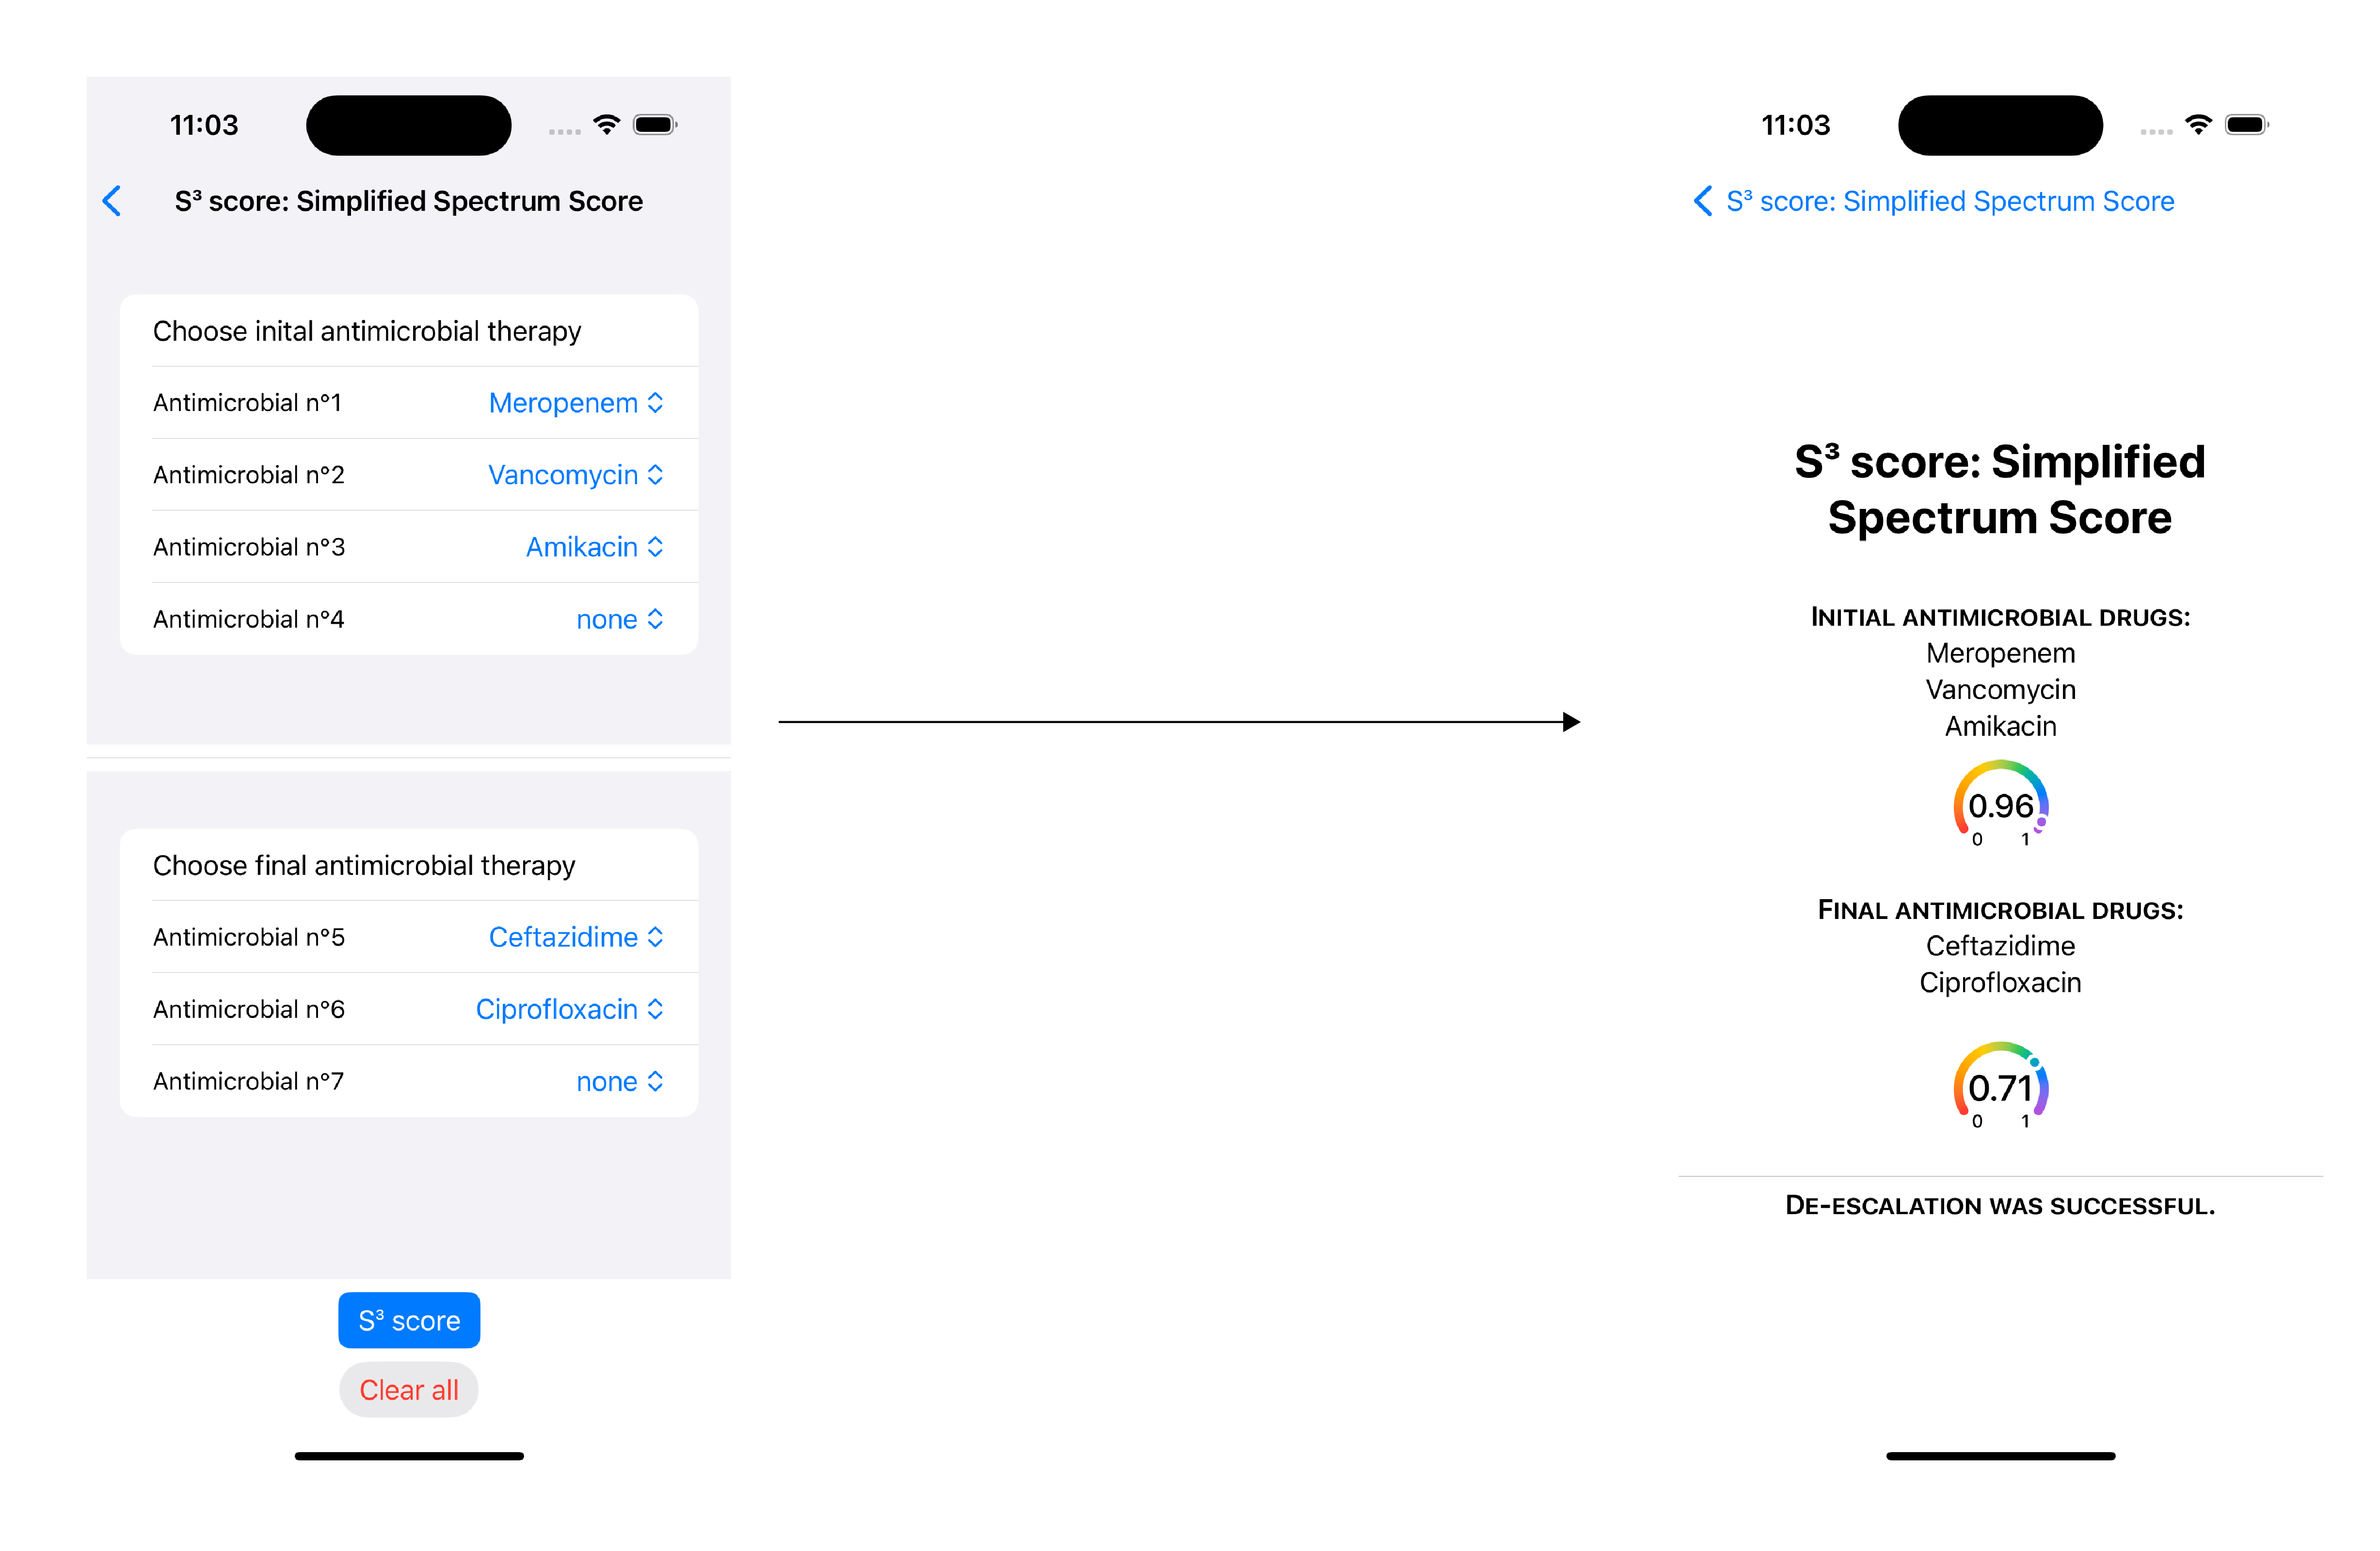 11:03
S³ score: Simplified Spectrum Score
Choose inital antimicrobial therapy
Antimicrobial n°1 Meropenem
Antimicrobial n°2 Vancomycin
Antimicrobial n°3 Amikacin
Antimicrobial n°4 none
Choose final antimicrobial therapy
Antimicrobial n°5 Ceftazidime
Antimicrobial n°6 Ciprofloxacin
Antimicrobial n°7 none
S³ score
Clear all
11:03
S³ score: Simplified Spectrum Score
S³ score: Simplified
Spectrum Score
INITIAL ANTIMICROBIAL DRUGS:
Meropenem
Vancomycin
Amikacin
0.96
0 1
FINAL ANTIMICROBIAL DRUGS:
Ceftazidime
Ciprofloxacin
0.71
0 1
DE-ESCALATION WAS SUCCESSFUL.